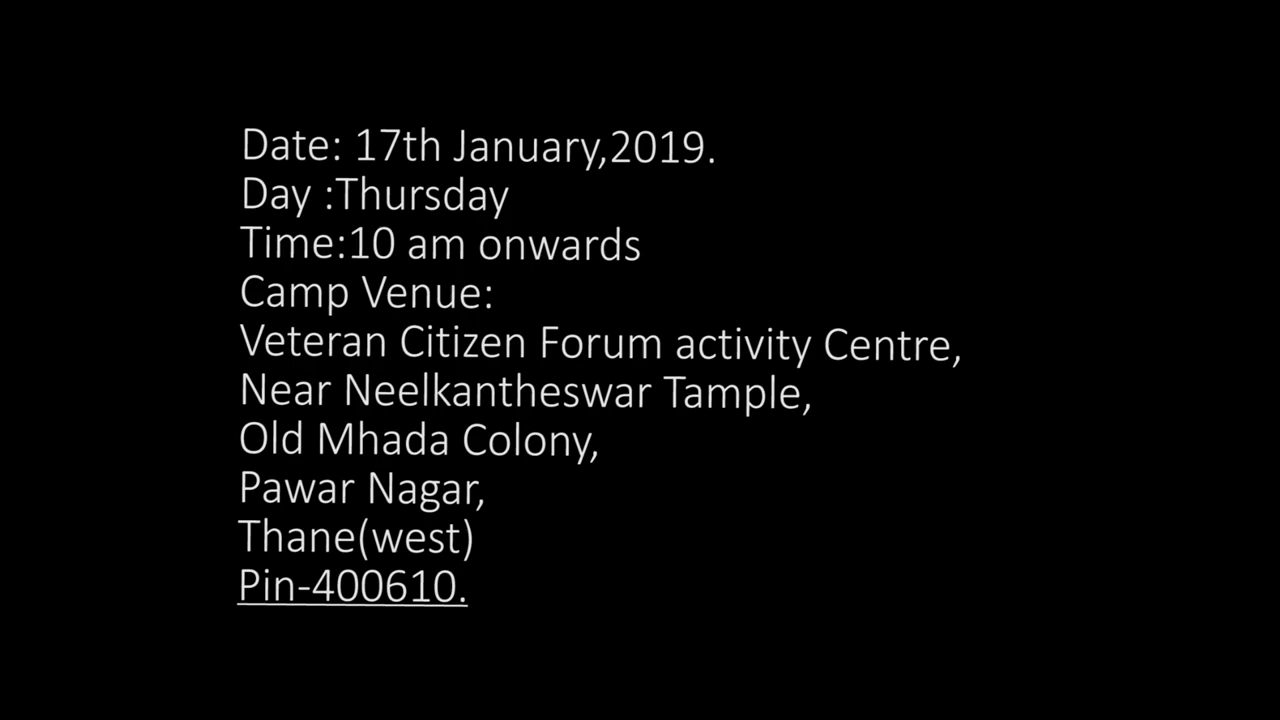 Date: 17th January,2019.
Day :Thursday
Time:10 am onwards
Camp Venue:
Veteran Citizen Forum activity Centre,
Near Neelkantheswar Tample,
Old Mhada Colony,
Pawar Nagar,
Thane(west)
Pin-400610.